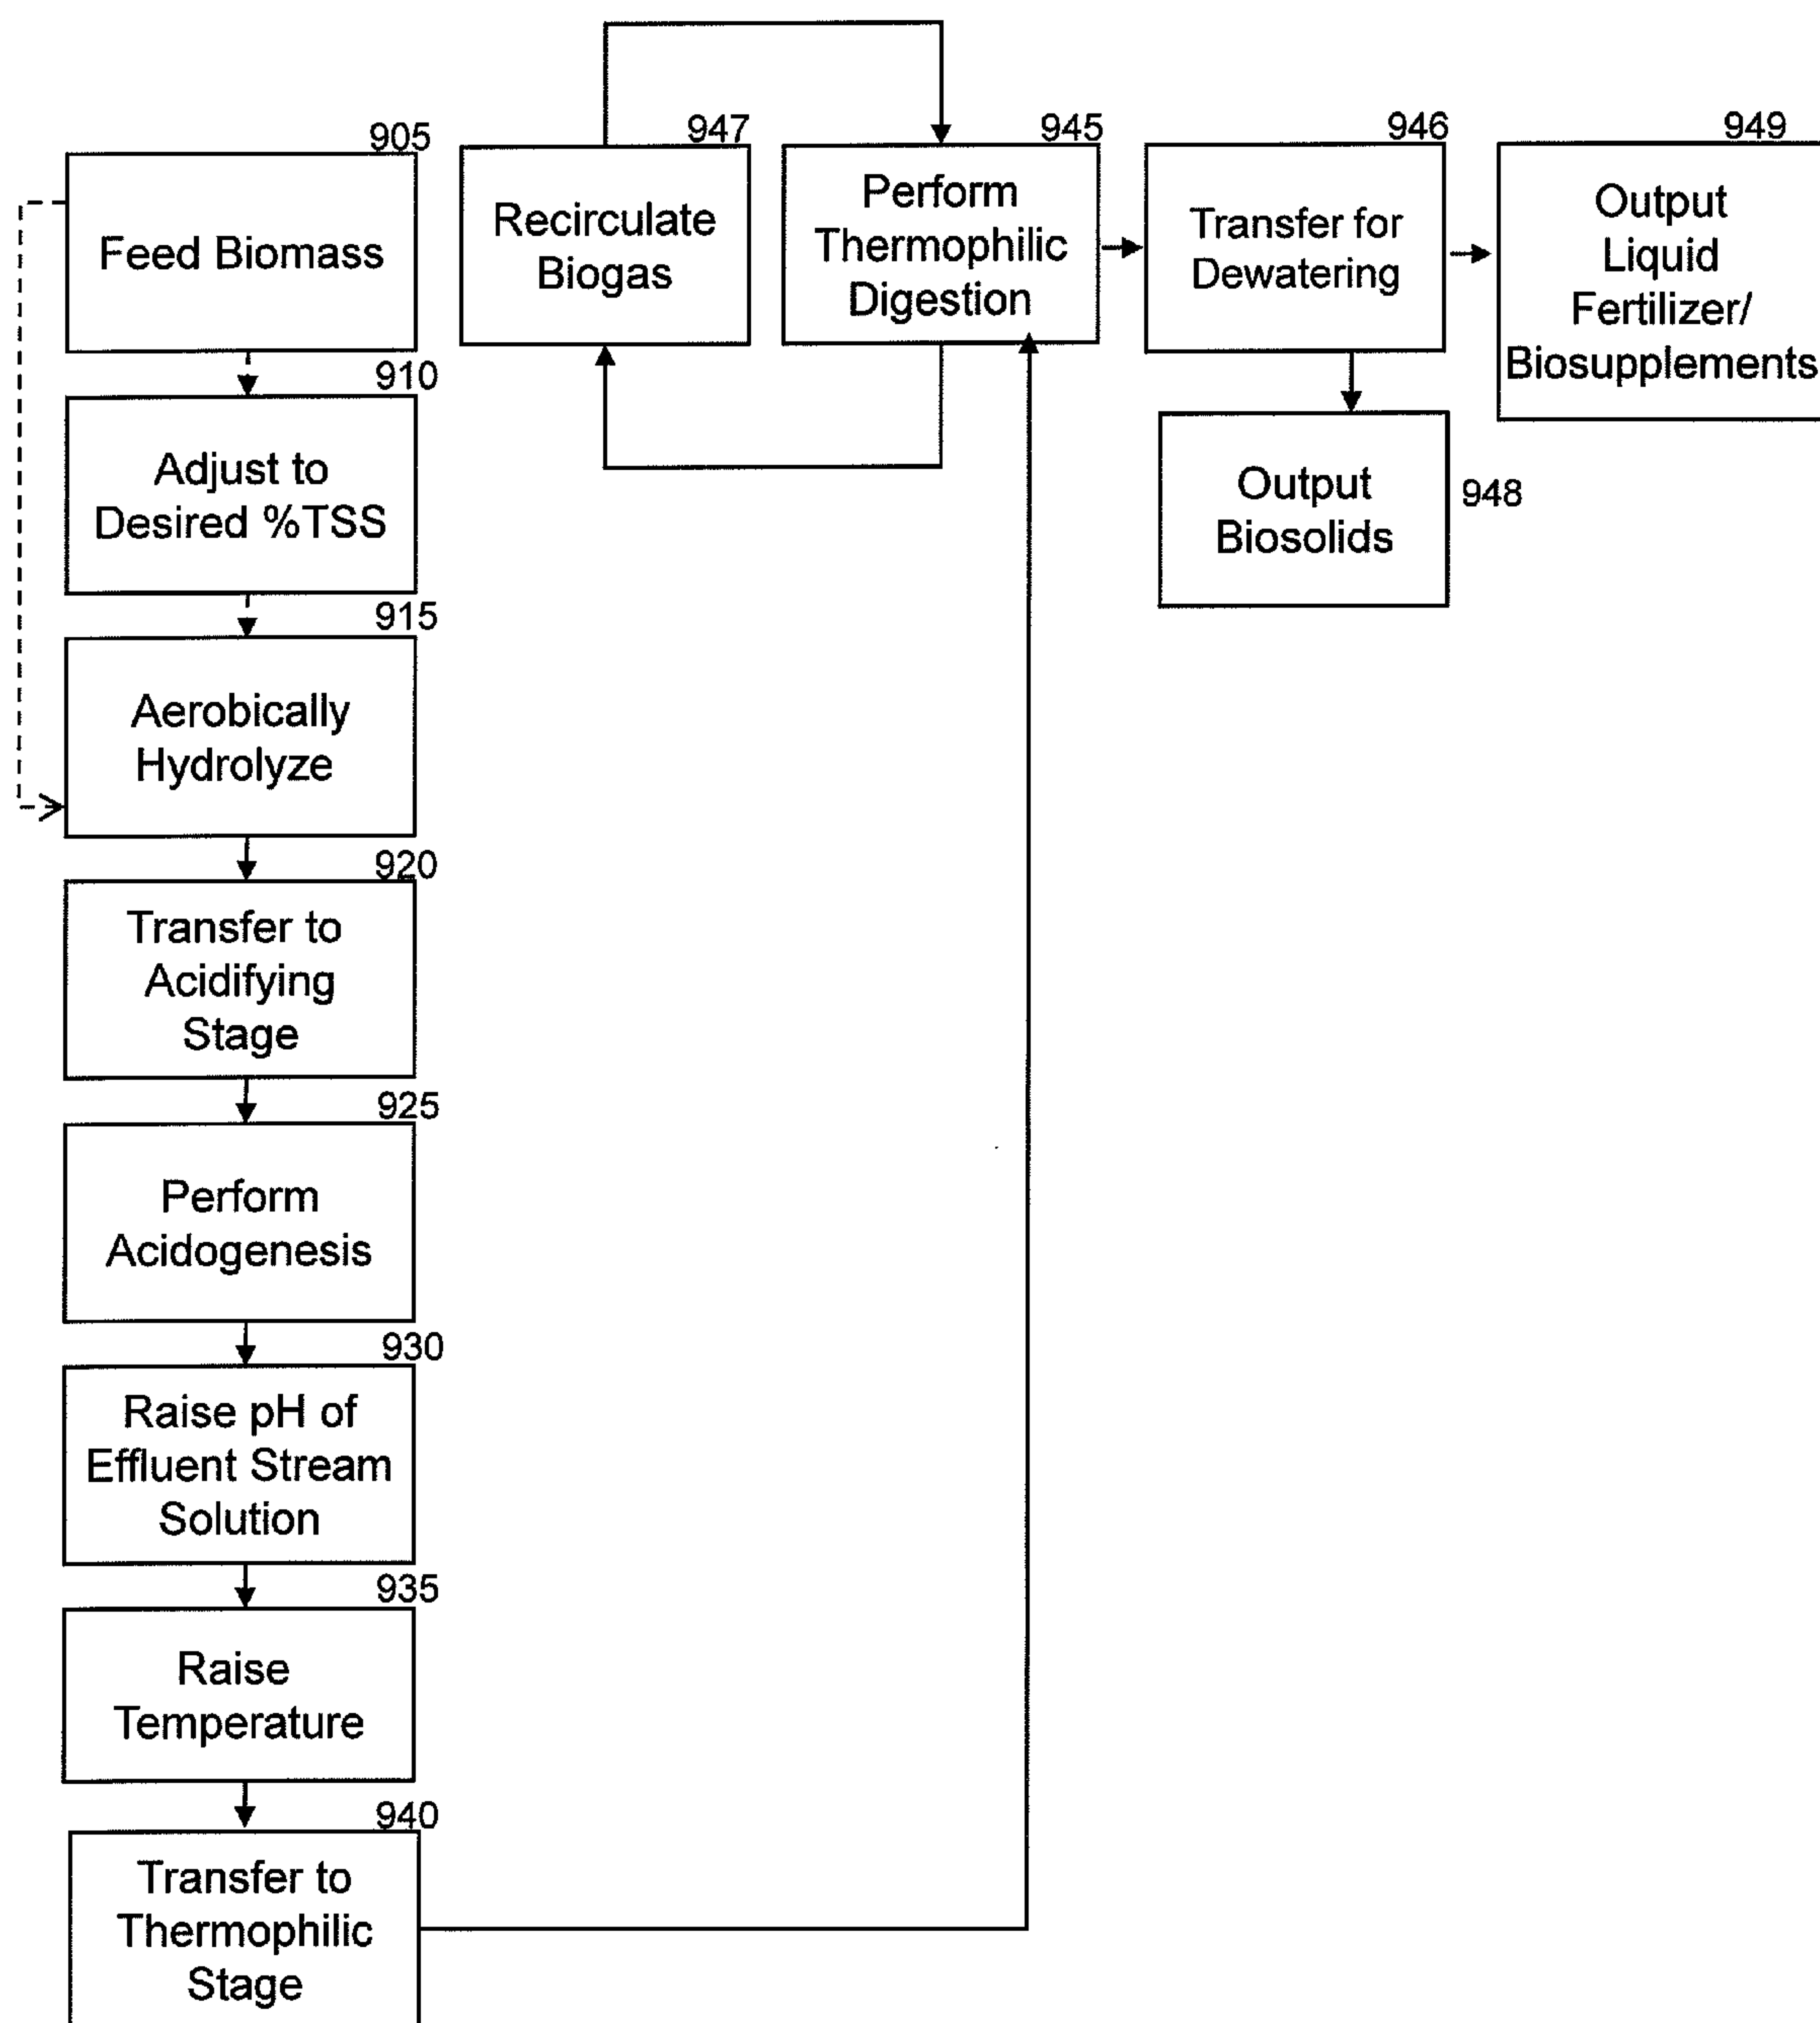 905
Feed Biomass
910
Adjust to
Desired %TSS
915
Aerobically
Hydrolyze
920
Transfer to
Acidifying
Stage
925
Perform
Acidogenesis
930
Raise pH of
Effluent Stream
Solution
935
Raise
Temperature
940
Transfer to
Thermophilic
Stage
947
Recirculate
Biogas
945
Perform
Thermophilic
Digestion
946
Transfer for
Dewatering
948
Output
Biosolids
949
Output
Liquid
Fertilizer/
Biosupplements